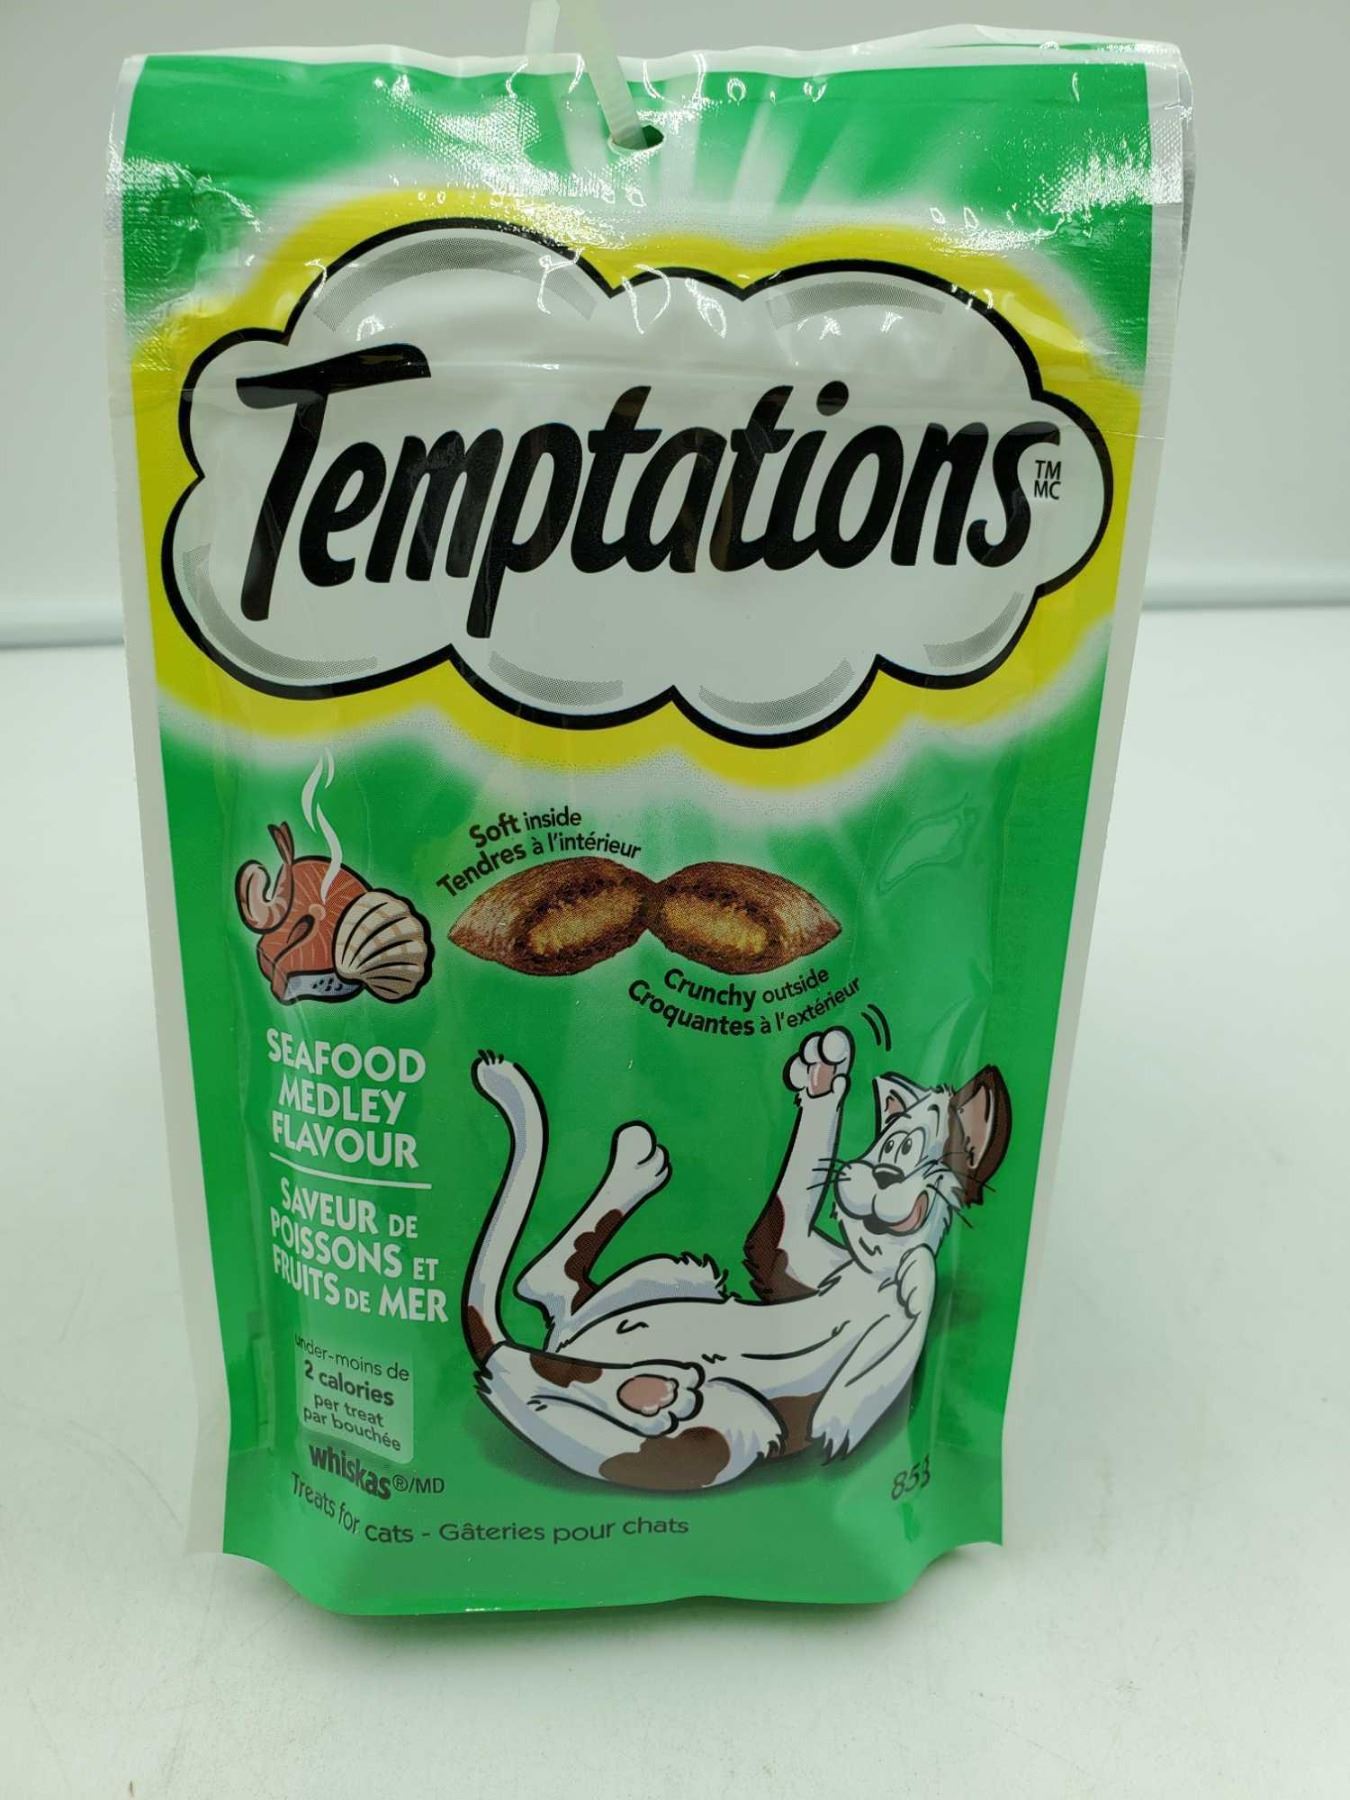 Temptations
TM
MC
Soft inside
Tendres à l'intérieur
Crunchy outside
Croquantes à l'extérieur
SEAFOOD
MEDLEY
FLAVOUR
SAVEUR DE
POISSONS ET
FRUITS DE MER
under-moins de
2 calories
per treat
par bouchée
whiskas®/MD
Treats for cats - Gâteries pour chats
85g